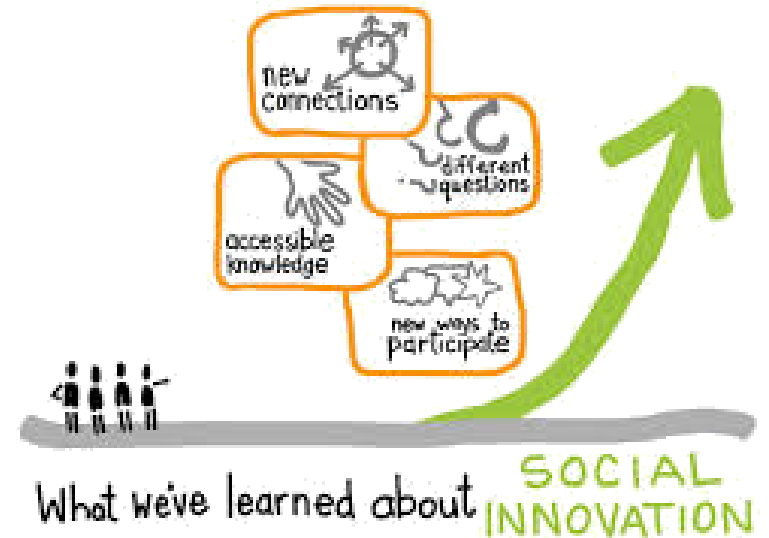 new
connections
different
questions
accessible
knowledge
new ways to
participate
What we've learned about
SOCIAL
INNOVATION